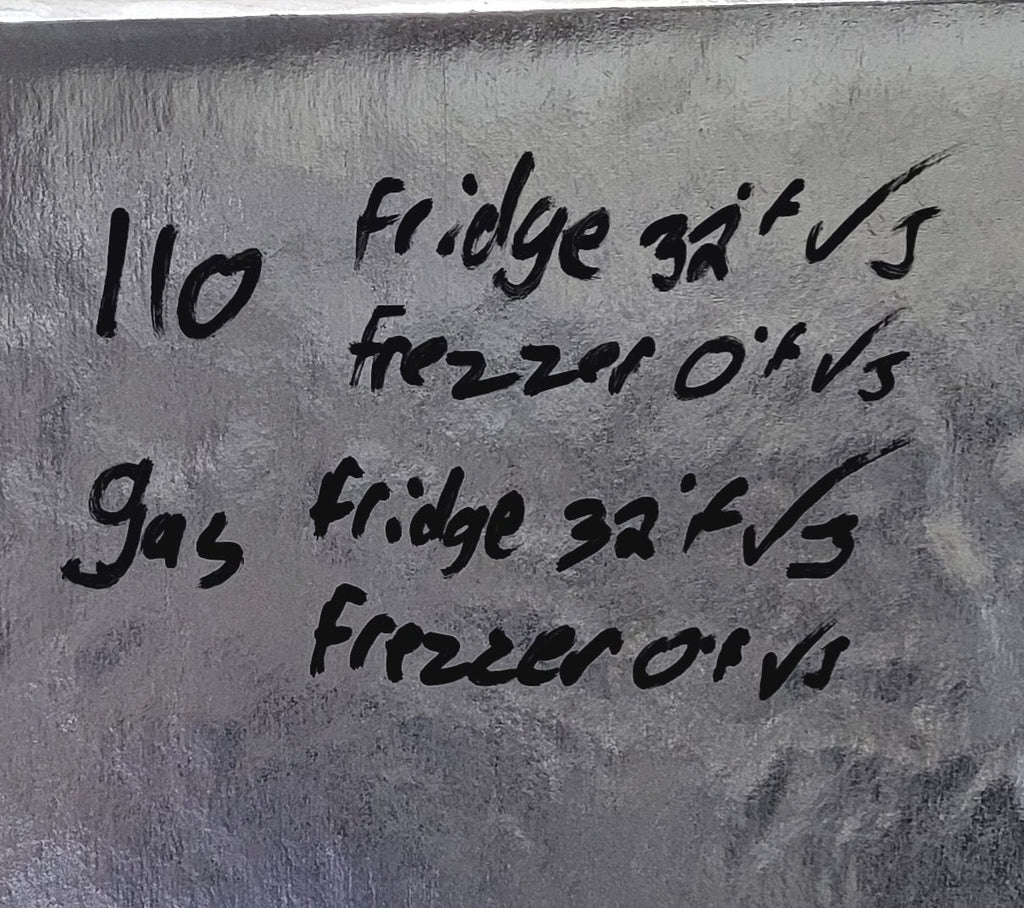 110 fridge 32°f √ J
frezzer 0°f √ J
gas fridge 32°f √ J
frezzer 0°f √ J